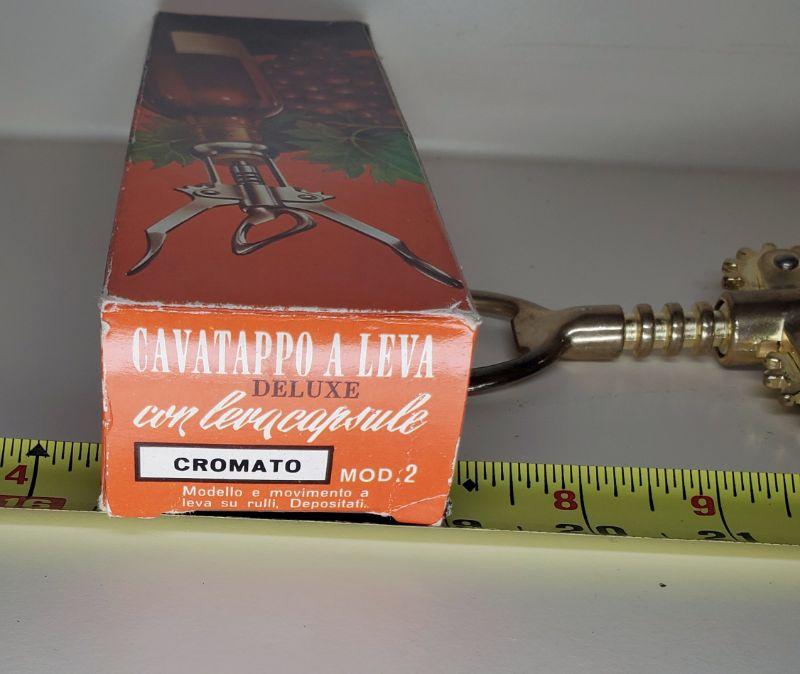 CAVATAPPO A LEVA
DELUXE
con levacapsule
CROMATO
MOD.2
Modello e movimento a
leva su rulli, Depositati.
4 8 9
16 20 21